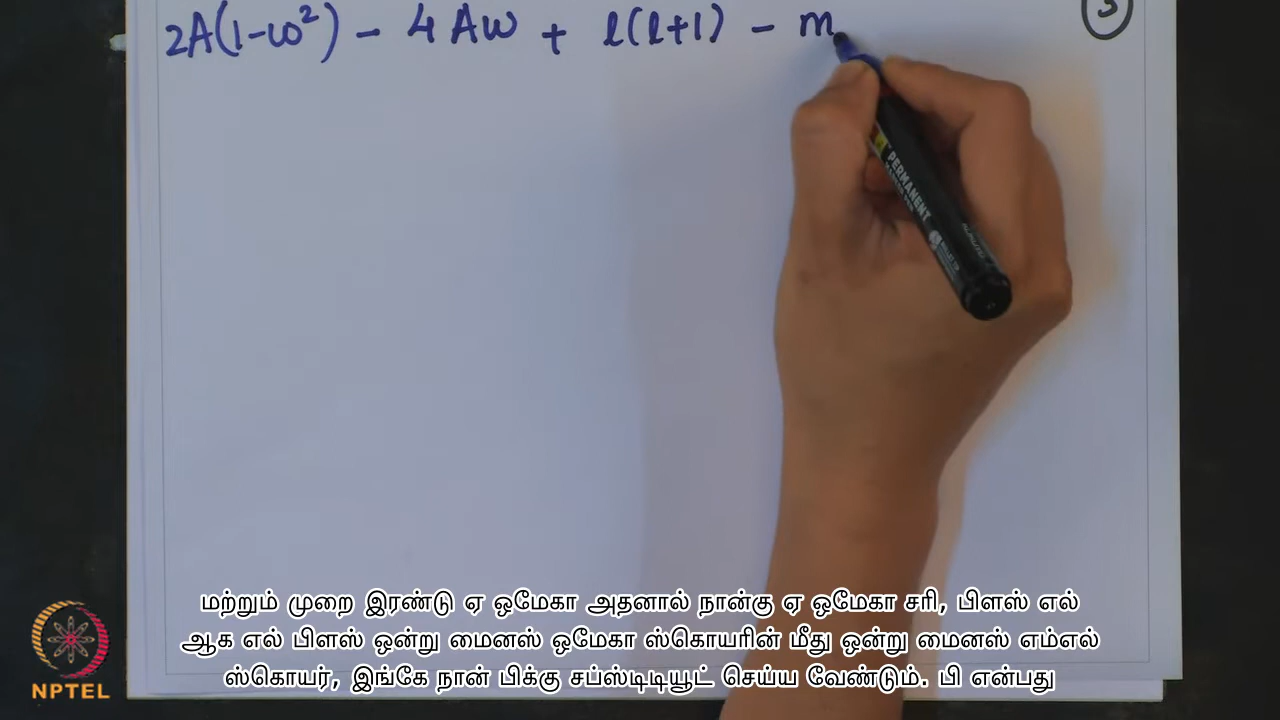 2A(1-ω²) - 4Aω + l(l+1) - m
3
PERMANENT
மற்றும் முறை இரண்டு ஏ ஒமேகா அதனால் நான்கு ஏ ஒமேகா சரி, பிளஸ் எல்
ஆக எல் பிளஸ் ஒன்று மைனஸ் ஒமேகா ஸ்கொயரின் மீது ஒன்று மைனஸ் எம்எல்
ஸ்கொயர், இங்கே நான் பிக்கு சப்ஸ்டிடியூட் செய்ய வேண்டும். பி என்பது
NPTEL